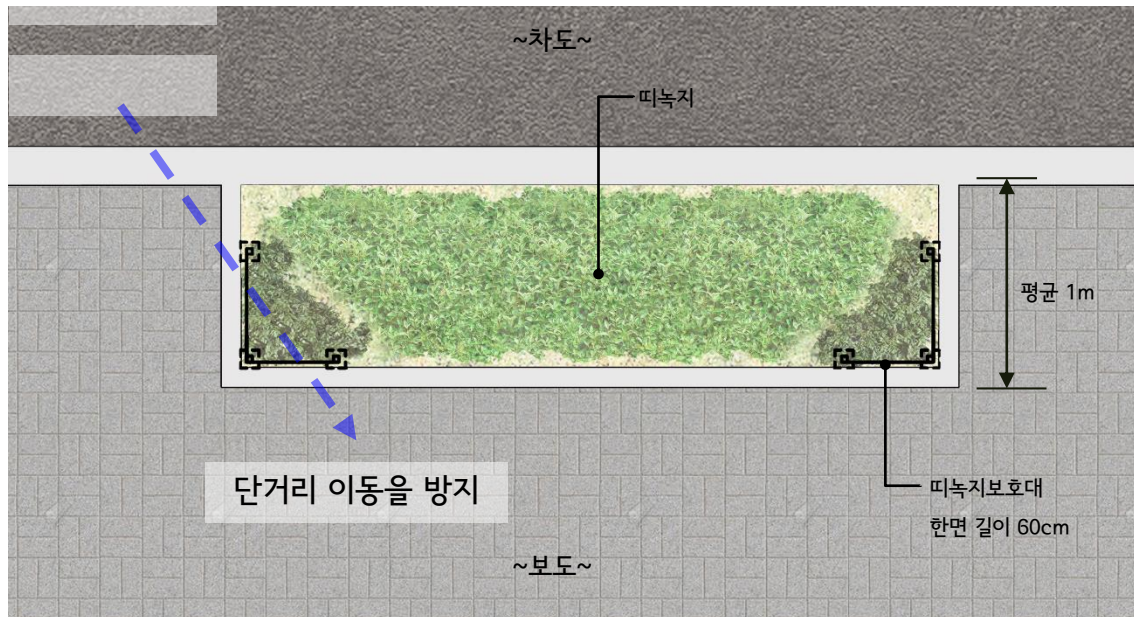 ~차도~
띠녹지
평균 1m
단거리 이동을 방지
띠녹지보호대
한면 길이 60cm
~보도~